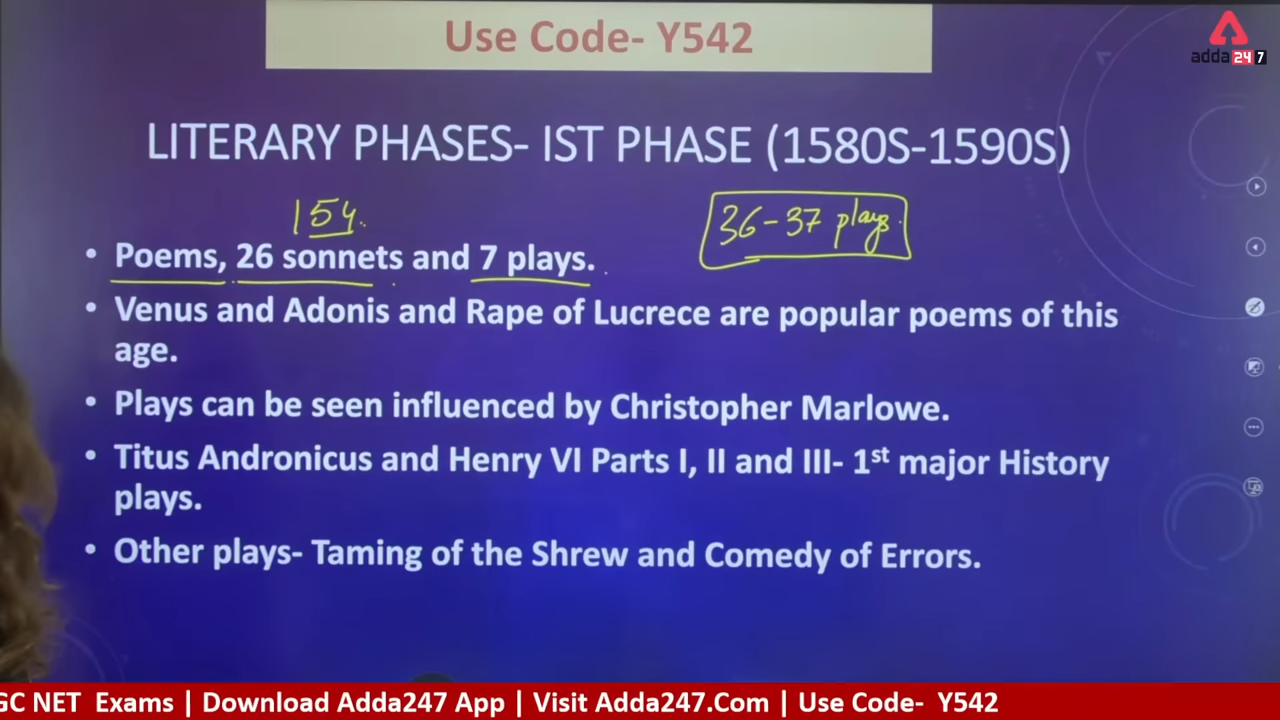 Use Code- Y542
adda247
LITERARY PHASES- IST PHASE (1580S-1590S)
154.
36-37 plays.
• Poems, 26 sonnets and 7 plays.
• Venus and Adonis and Rape of Lucrece are popular poems of this
age.
• Plays can be seen influenced by Christopher Marlowe.
• Titus Andronicus and Henry VI Parts I, II and III- 1st major History
plays.
• Other plays- Taming of the Shrew and Comedy of Errors.
GC NET Exams | Download Adda247 App | Visit Adda247.Com | Use Code- Y542